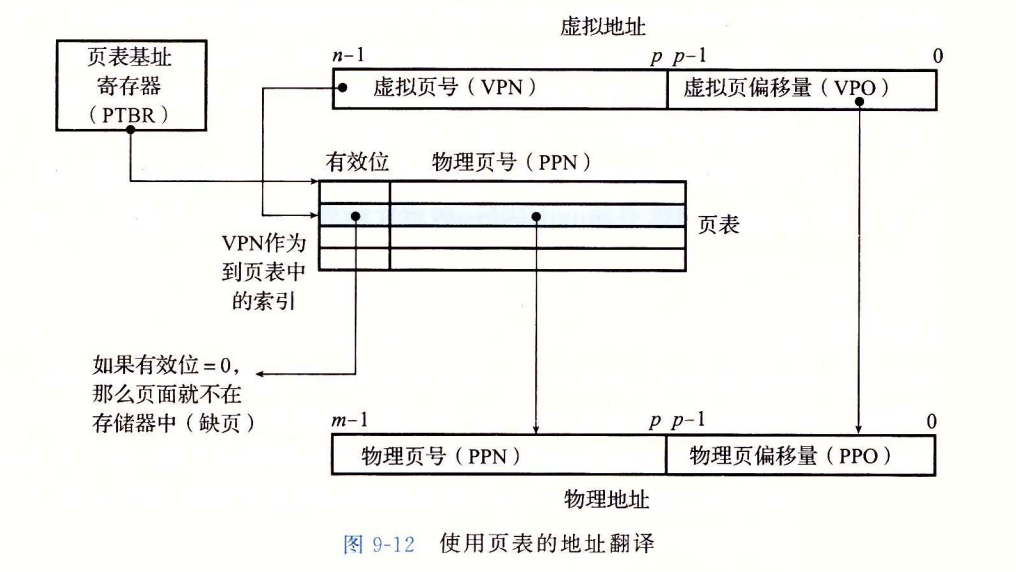 虚拟地址
页表基址
寄存器
（PTBR）
n-1
p p-1
0
虚拟页号（VPN）
虚拟页偏移量（VPO）
有效位
物理页号（PPN）
页表
VPN作为
到页表中
的索引
如果有效位=0，
那么页面就不在
存储器中（缺页）
m-1
p p-1
0
物理页号（PPN）
物理页偏移量（PPO）
物理地址
图 9-12 使用页表的地址翻译